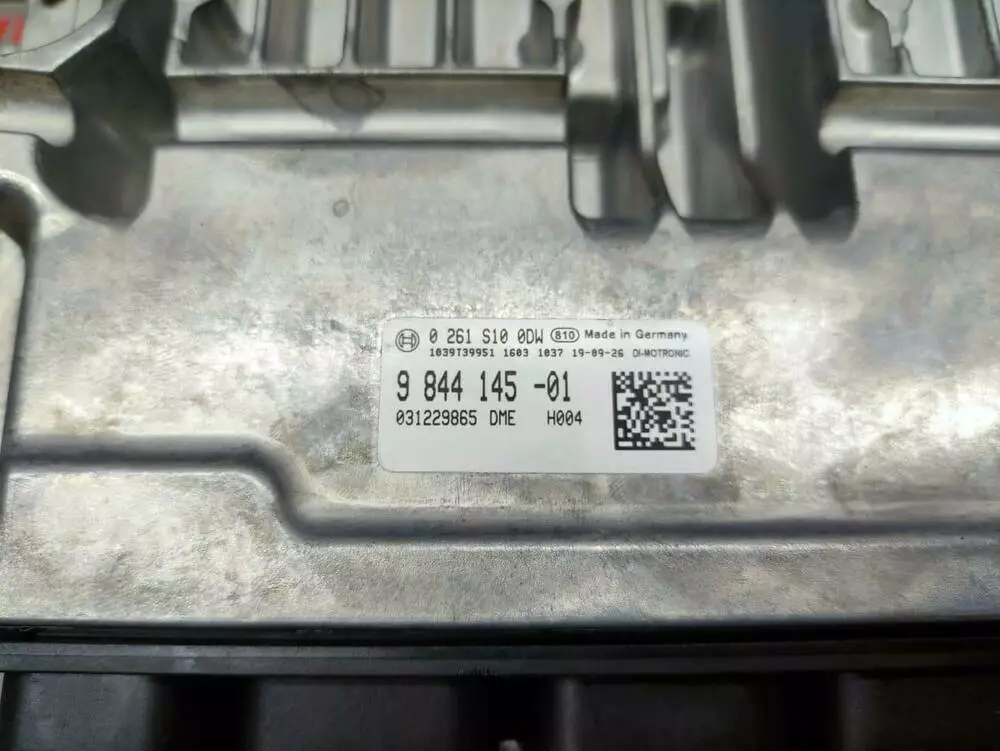 0 261 S10 0DW 810 Made in Germany
1039T39951 1603 1037 19-09-26 DI-MOTRONIC
9 844 145 -01
031229865 DME H004